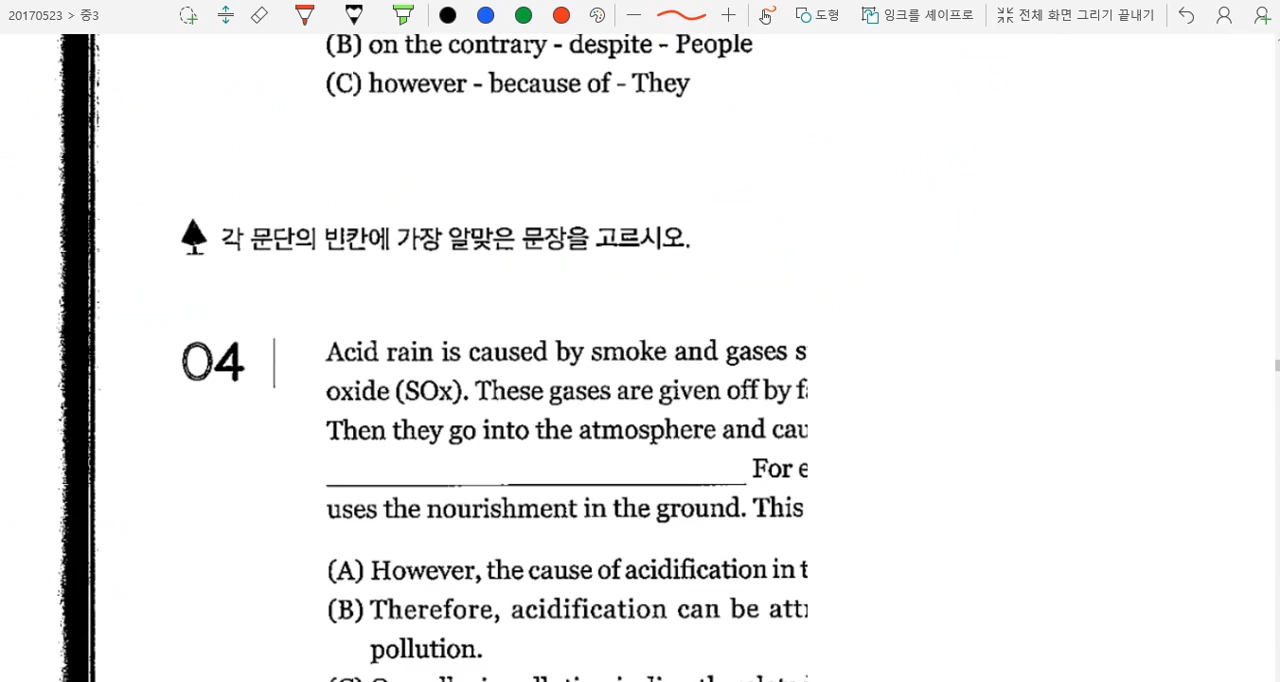 20170523 > 중3
도형
잉크를 셰이프로
전체 화면 그리기 끝내기
(B) on the contrary - despite - People
(C) however - because of - They
각 문단의 빈칸에 가장 알맞은 문장을 고르시오.
04
Acid rain is caused by smoke and gases s
oxide (SOx). These gases are given off by f
Then they go into the atmosphere and cau
For e
uses the nourishment in the ground. This
(A) However, the cause of acidification in t
(B) Therefore, acidification can be att
pollution.